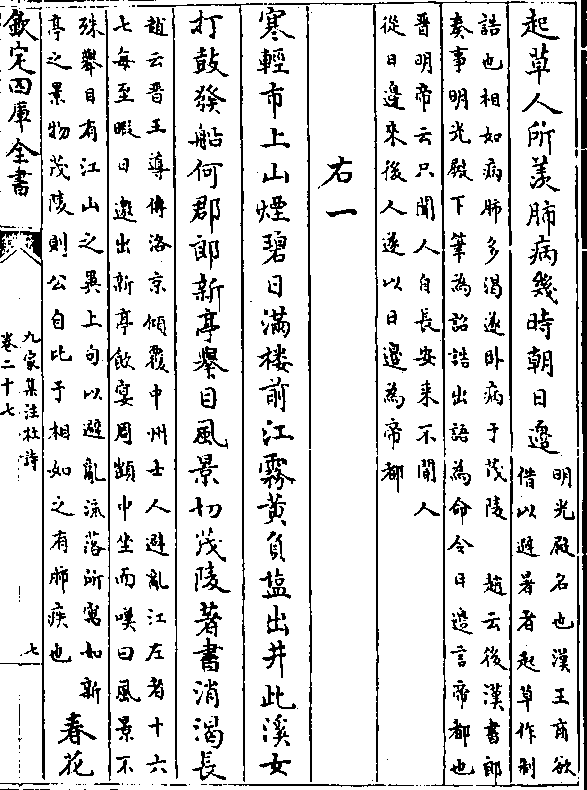 起草人所羨肺病幾時朝日邊
明光殿名也漢王商欲
借以避暑者起草作制
誥也相如病肺多渴遂卧病于茂陵　趙云後漢書郎
奏事明光殿下筆為詔誥出語為命令日邉言帝都也
晋明帝云只聞人自長安来不聞人
從日邉來後人遂以日邉為帝都
右一
寒輕市上山煙碧日滿楼前江霧黄負塩出井此溪女
打鼓發船何郡郎新亭舉目風景切茂陵著書消渴長
趙云晋王導傳洛京傾覆中州士人避亂江左者十六
七每至暇日邀出新亭飲宴周顗中坐而嘆曰風景不
殊舉目有江山之異上句以避亂流落所寓如新
亭之景物茂陵則公自比于相如之有肺疾也
春花
欽定四庫全書
九家集注杜詩
卷二十七
七